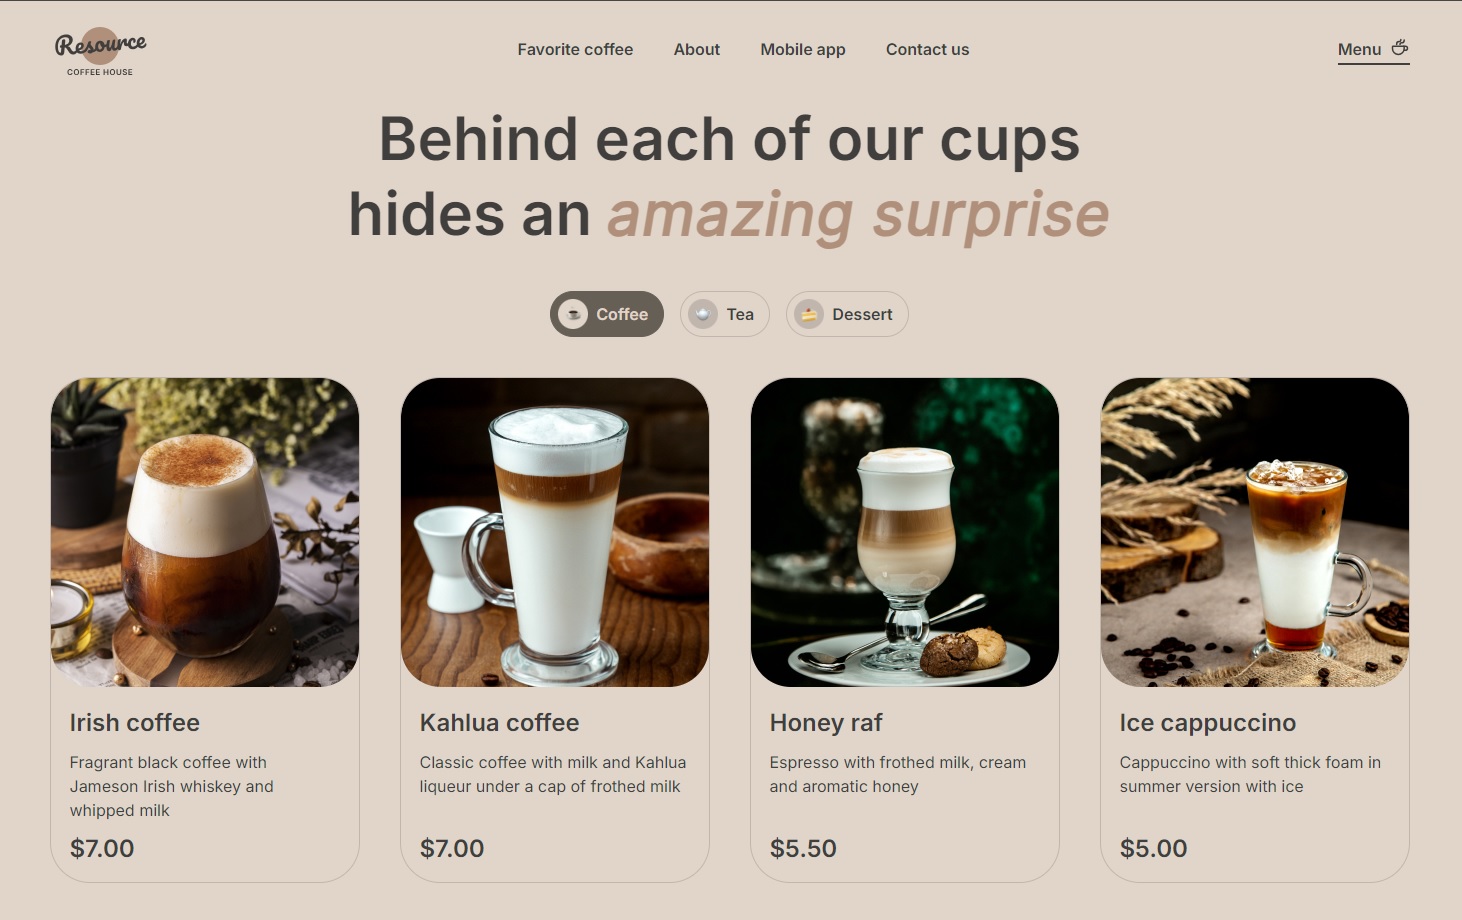 Resource
COFFEE HOUSE
Favorite coffee
About
Mobile app
Contact us
Menu
Behind each of our cups
hides an amazing surprise
Coffee
Tea
Dessert
Irish coffee
Fragrant black coffee with
Jameson Irish whiskey and
whipped milk
$7.00
Kahlua coffee
Classic coffee with milk and Kahlua
liqueur under a cap of frothed milk
$7.00
Honey raf
Espresso with frothed milk, cream
and aromatic honey
$5.50
Ice cappuccino
Cappuccino with soft thick foam in
summer version with ice
$5.00